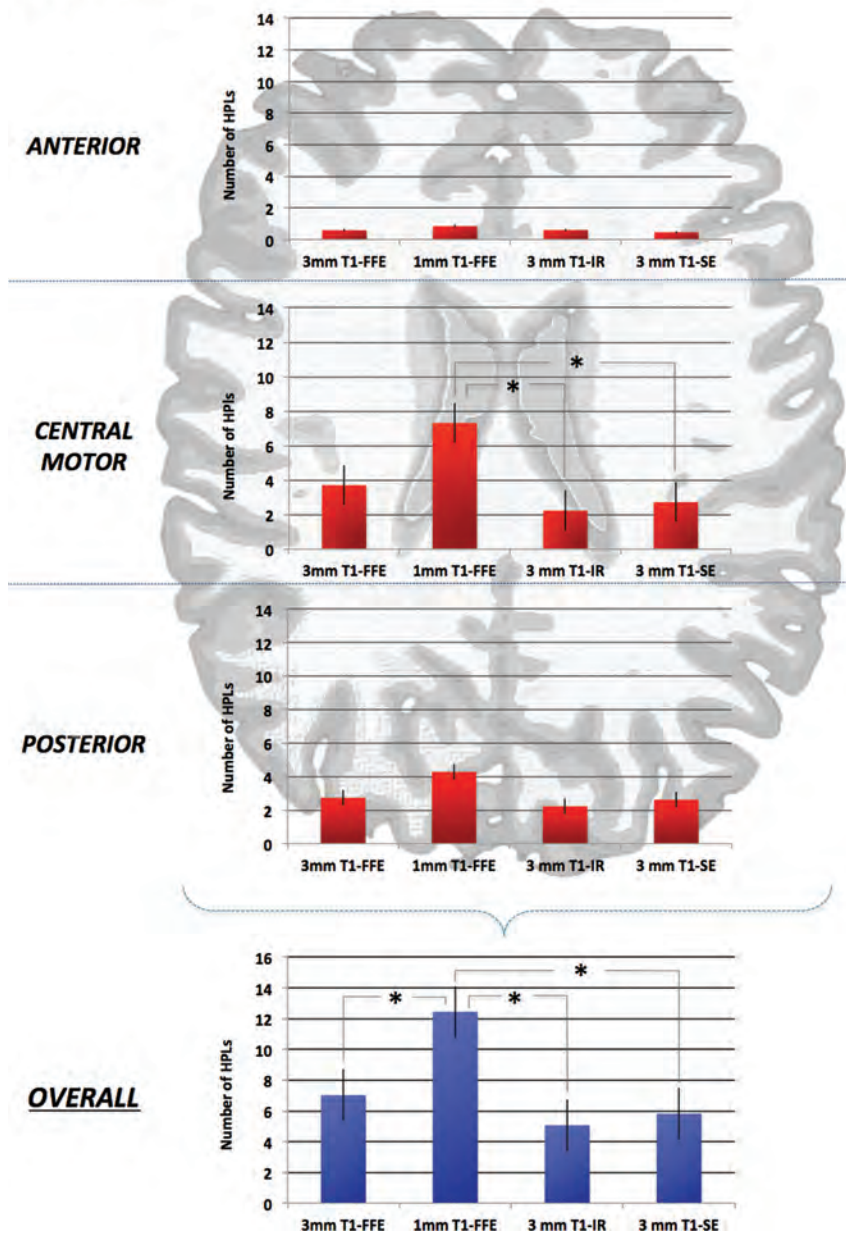 ANTERIOR
Number of HPLs
14
12
10
8
6
4
2
0
3mm T1-FFE 1mm T1-FFE 3 mm T1-IR 3 mm T1-SE
CENTRAL
MOTOR
Number of HPls
14
12
10
8
6
4
2
0
* *
3mm T1-FFE 1mm T1-FFE 3 mm T1-IR 3 mm T1-SE
POSTERIOR
Number of HPLs
14
12
10
8
6
4
2
0
3mm T1-FFE 1mm T1-FFE 3 mm T1-IR 3 mm T1-SE
OVERALL
Number of HPLs
16
14
12
10
8
6
4
2
0
* * *
3mm T1-FFE 1mm T1-FFE 3 mm T1-IR 3 mm T1-SE